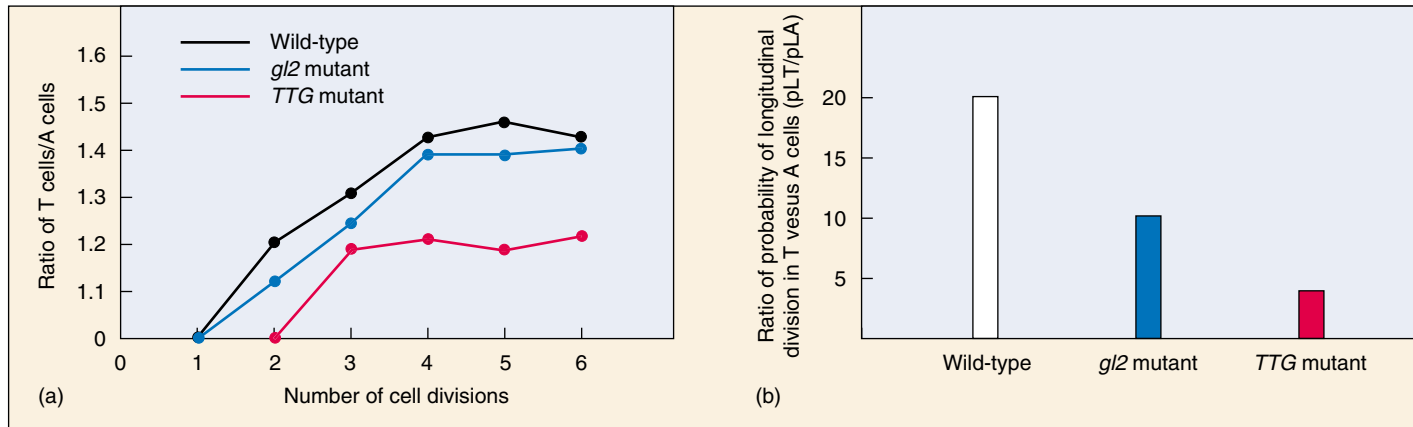 1.6
1.5
1.4
1.3
1.2
1.1
0
Ratio of T cells/A cells
Wild-type
gl2 mutant
TTG mutant
0 1 2 3 4 5 6
(a)
Number of cell divisions
Ratio of probability of longitudinal
division in T vesus A cells (pLT/pLA)
20
10
5
Wild-type gl2 mutant TTG mutant
(b)